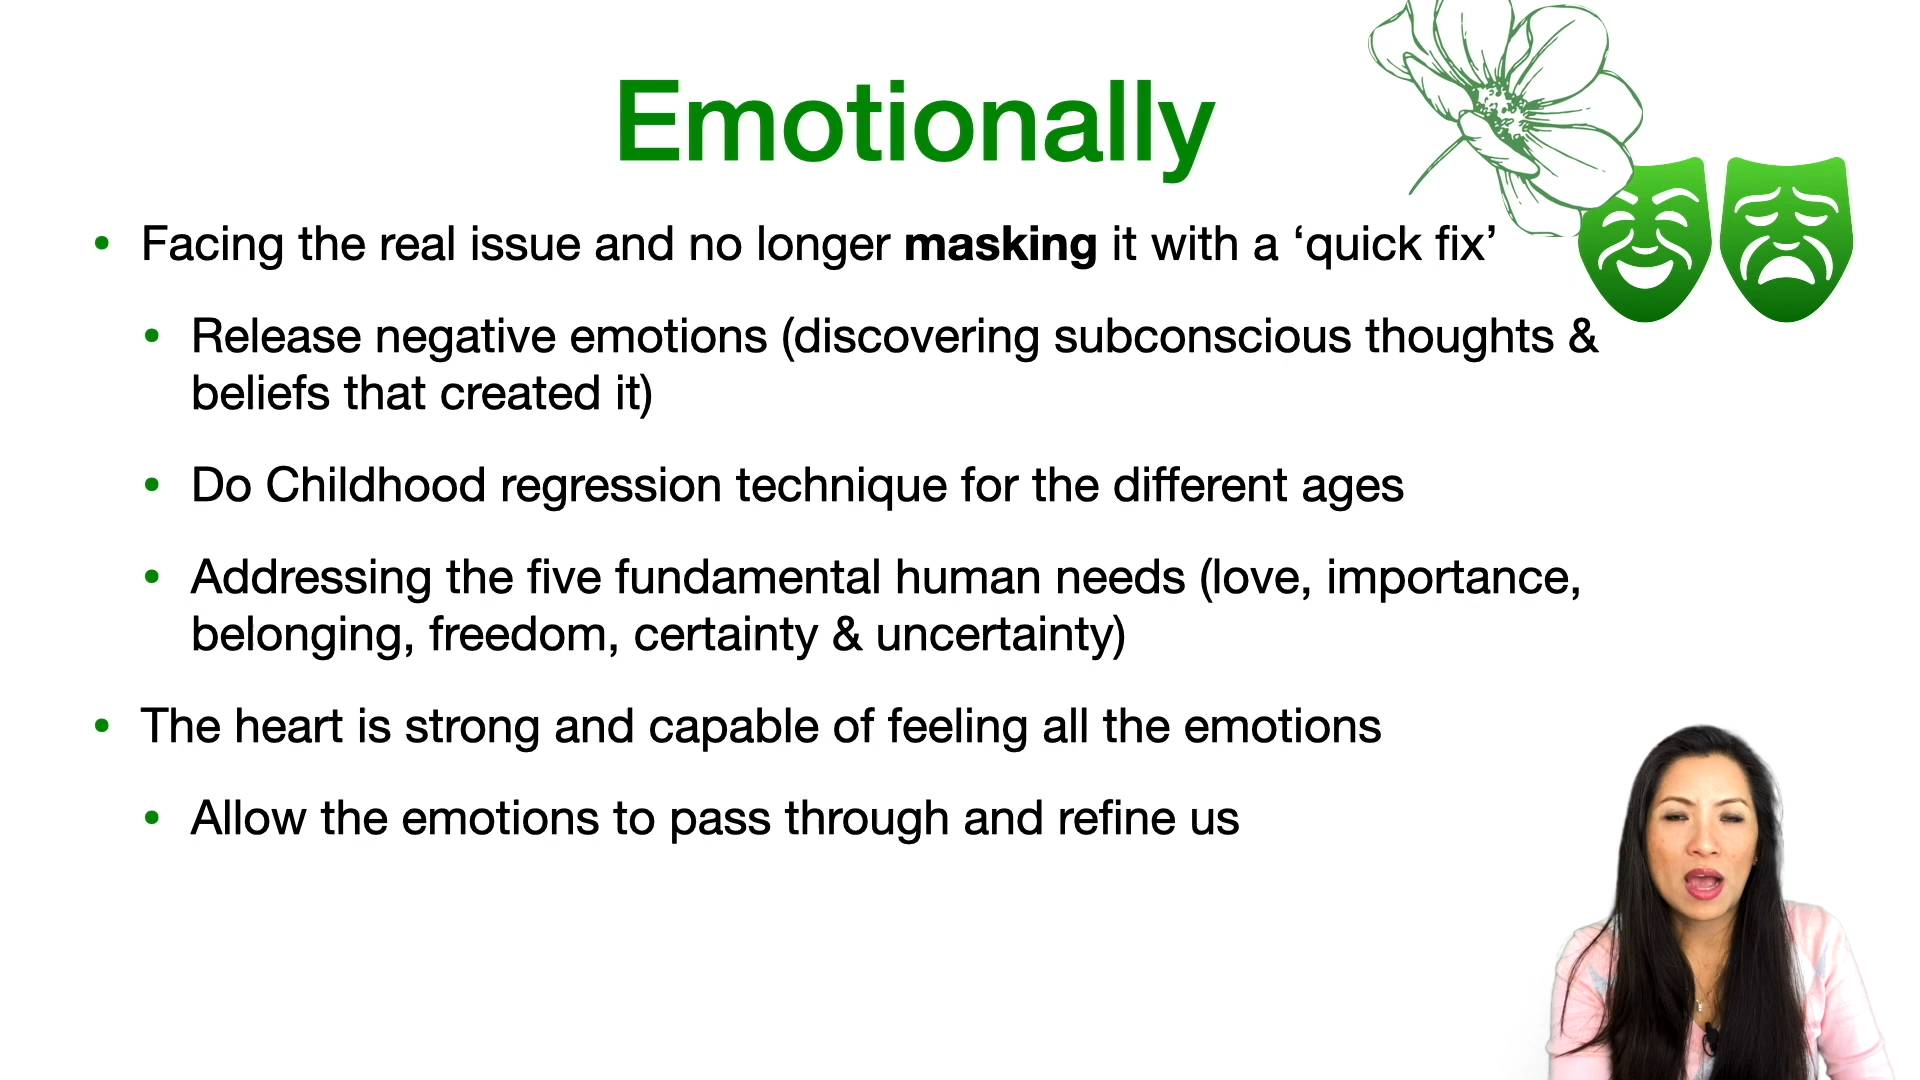 Emotionally
• Facing the real issue and no longer masking it with a ‘quick fix’
• Release negative emotions (discovering subconscious thoughts &
beliefs that created it)
• Do Childhood regression technique for the different ages
• Addressing the five fundamental human needs (love, importance,
belonging, freedom, certainty & uncertainty)
• The heart is strong and capable of feeling all the emotions
• Allow the emotions to pass through and refine us